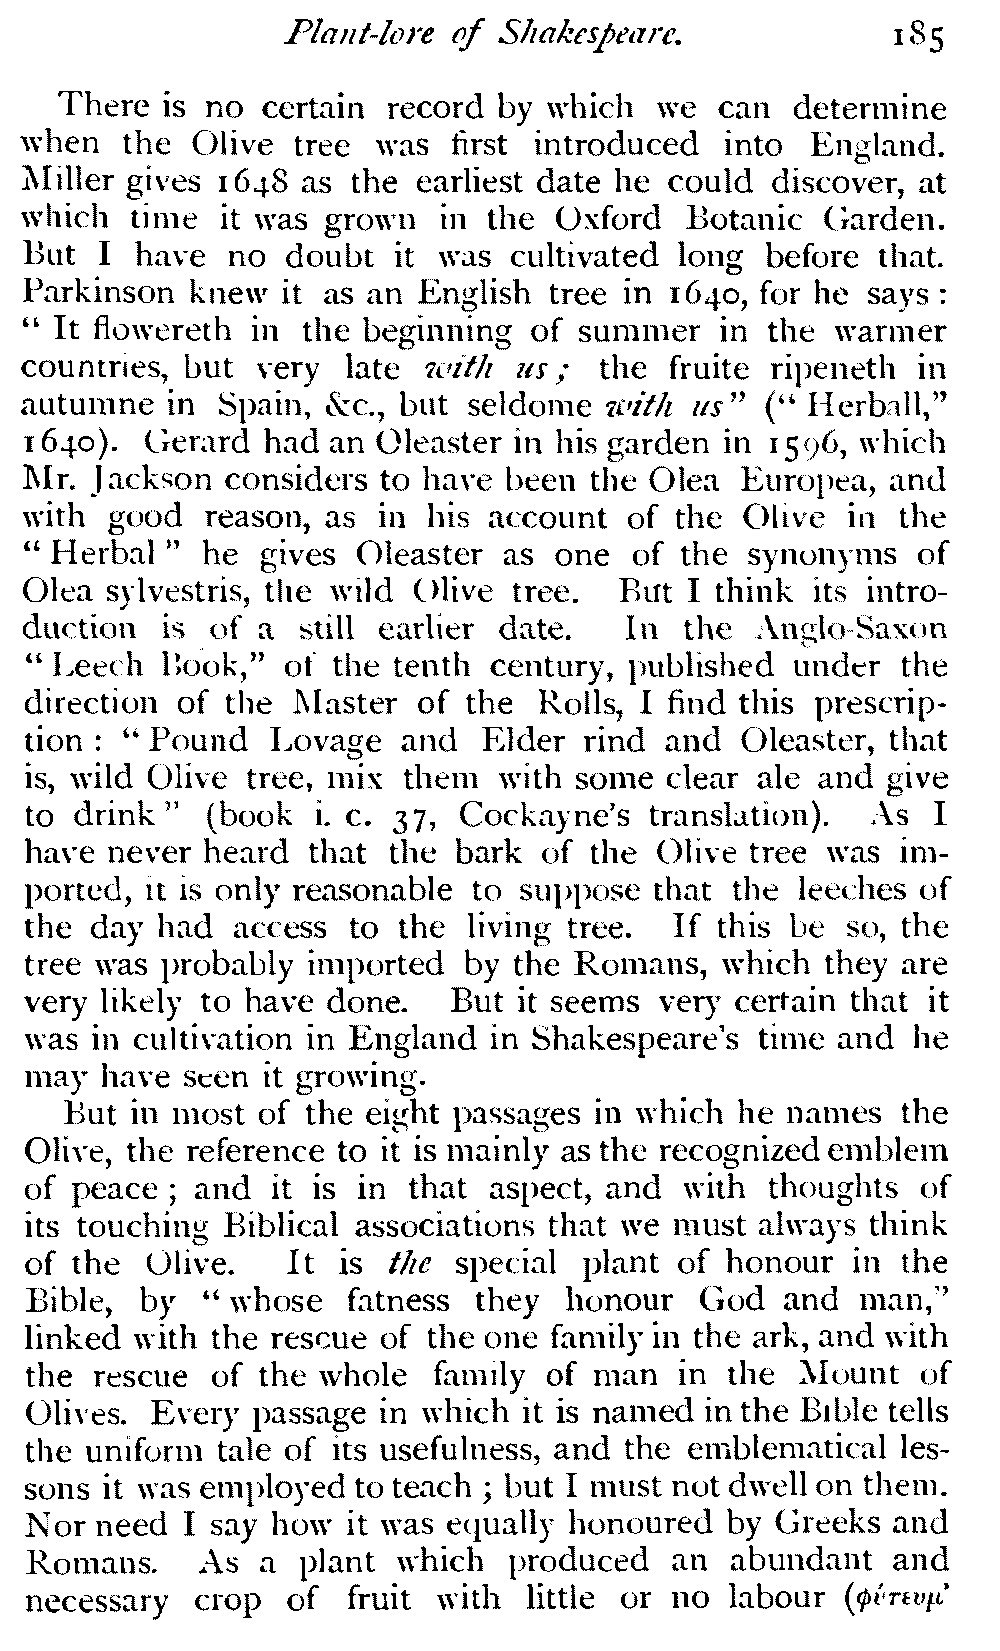 Plant-lore of Shakespeare. 185
There is no certain record by which we can determine
when the Olive tree was first introduced into England.
Miller gives 1648 as the earliest date he could discover, at
which time it was grown in the Oxford Botanic Garden.
But I have no doubt it was cultivated long before that.
Parkinson knew it as an English tree in 1640, for he says :
“ It flowereth in the beginning of summer in the warmer
countries, but very late with us ; the fruite ripeneth in
autumne in Spain, &c., but seldome with us” (“ Herball,”
1640). Gerard had an Oleaster in his garden in 1596, which
Mr. Jackson considers to have been the Olea Europea, and
with good reason, as in his account of the Olive in the
“ Herbal ” he gives Oleaster as one of the synonyms of
Olea sylvestris, the wild Olive tree. But I think its intro-
duction is of a still earlier date. In the Anglo-Saxon
“ Leech Book,” of the tenth century, published under the
direction of the Master of the Rolls, I find this prescrip-
tion : “ Pound Lovage and Elder rind and Oleaster, that
is, wild Olive tree, mix them with some clear ale and give
to drink ” (book i. c. 37, Cockayne's translation). As I
have never heard that the bark of the Olive tree was im-
ported, it is only reasonable to suppose that the leeches of
the day had access to the living tree. If this be so, the
tree was probably imported by the Romans, which they are
very likely to have done. But it seems very certain that it
was in cultivation in England in Shakespeare's time and he
may have seen it growing.
But in most of the eight passages in which he names the
Olive, the reference to it is mainly as the recognized emblem
of peace ; and it is in that aspect, and with thoughts of
its touching Biblical associations that we must always think
of the Olive. It is the special plant of honour in the
Bible, by “ whose fatness they honour God and man,”
linked with the rescue of the one family in the ark, and with
the rescue of the whole family of man in the Mount of
Olives. Every passage in which it is named in the Bible tells
the uniform tale of its usefulness, and the emblematical les-
sons it was employed to teach ; but I must not dwell on them.
Nor need I say how it was equally honoured by Greeks and
Romans. As a plant which produced an abundant and
necessary crop of fruit with little or no labour (φύτευμ’